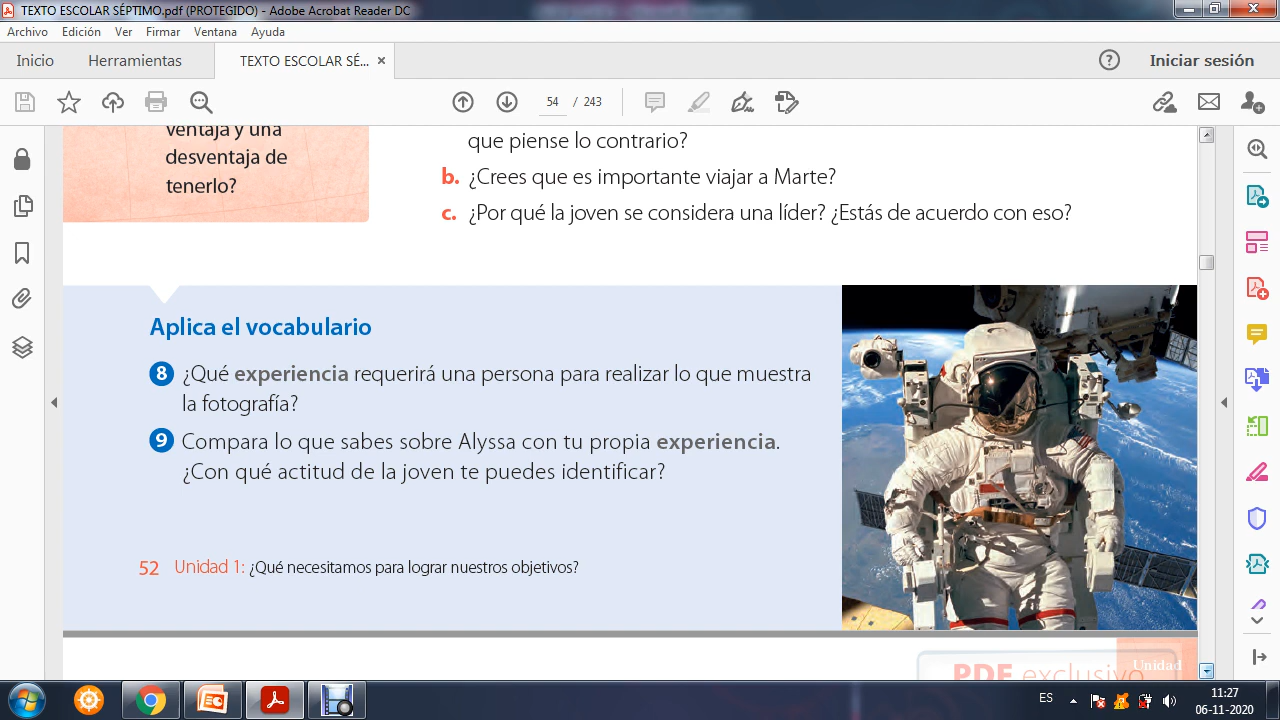 TEXTO ESCOLAR SÉPTIMO.pdf (PROTEGIDO) - Adobe Acrobat Reader DC
Archivo Edición Ver Firmar Ventana Ayuda
Inicio Herramientas TEXTO ESCOLAR SÉ... × ? Iniciar sesión
54 / 243
ventaja y una
desventaja de
tenerlo?
que piense lo contrario?
b. ¿Crees que es importante viajar a Marte?
c. ¿Por qué la joven se considera una líder? ¿Estás de acuerdo con eso?
Aplica el vocabulario
8 ¿Qué experiencia requerirá una persona para realizar lo que muestra
la fotografía?
9 Compara lo que sabes sobre Alyssa con tu propia experiencia.
¿Con qué actitud de la joven te puedes identificar?
52 Unidad 1: ¿Qué necesitamos para lograr nuestros objetivos?
PDF exclusivo
Unidad
ES 11:27
06-11-2020